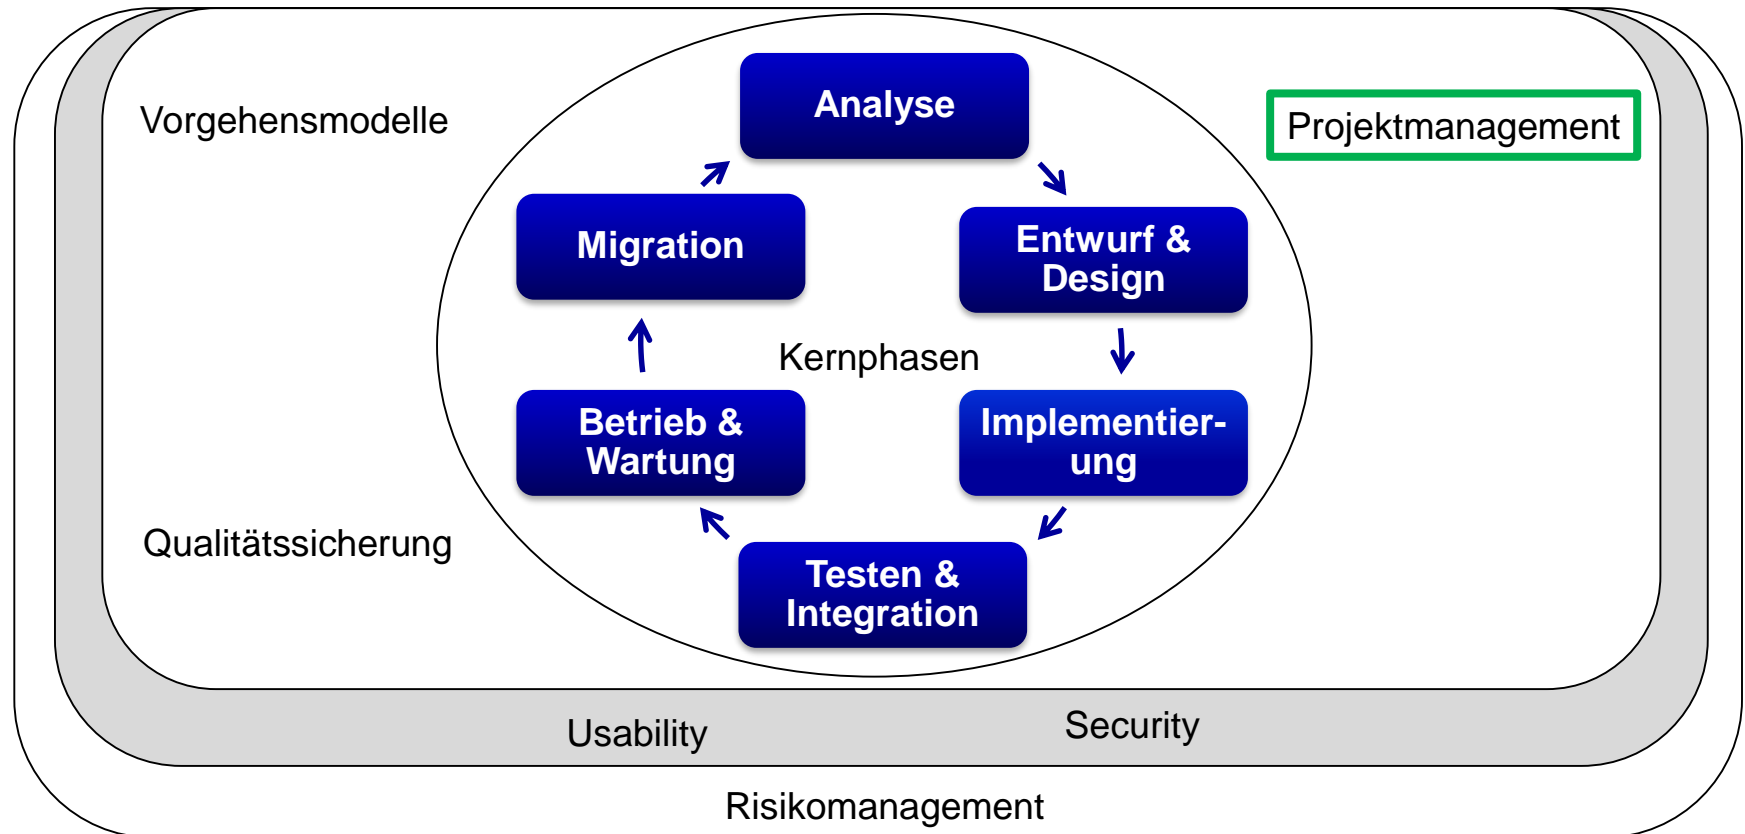 Analyse
Vorgehensmodelle
Projektmanagement
Migration
Entwurf &
Design
Kernphasen
Betrieb &
Wartung
Implementier-
ung
Qualitätssicherung
Testen &
Integration
Usability
Security
Risikomanagement